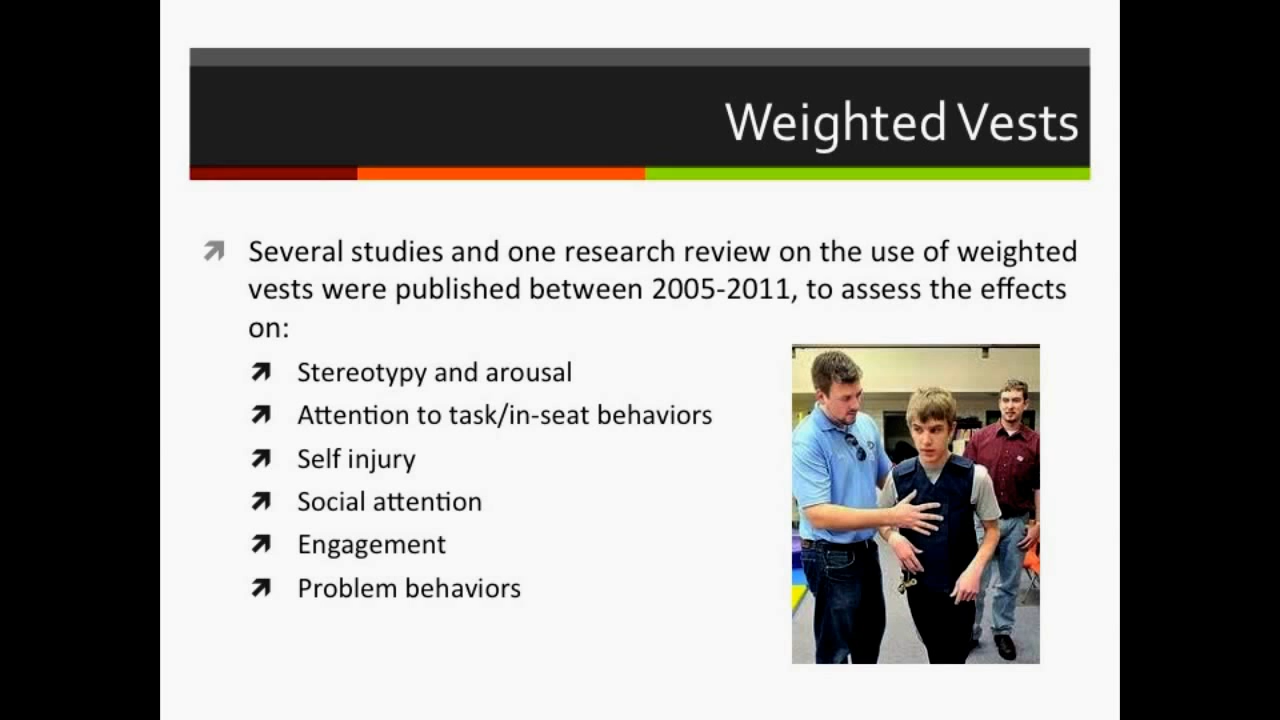 Weighted Vests
Several studies and one research review on the use of weighted
vests were published between 2005-2011, to assess the effects
on:
Stereotypy and arousal
Attention to task/in-seat behaviors
Self injury
Social attention
Engagement
Problem behaviors